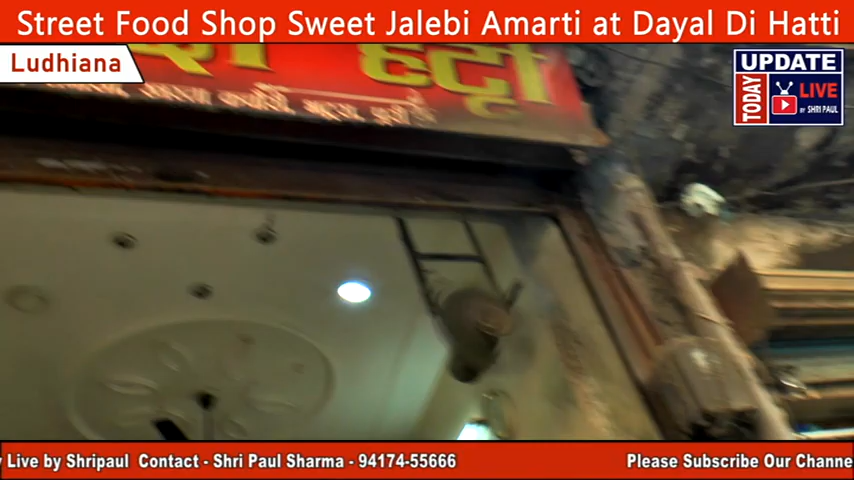 Street Food Shop Sweet Jalebi Amarti at Dayal Di Hatti
Ludhiana
UPDATE
TODAY
LIVE
BY SHRI PAUL
हट्टी
Live by Shripaul Contact - Shri Paul Sharma - 94174-55666
Please Subscribe Our Channe